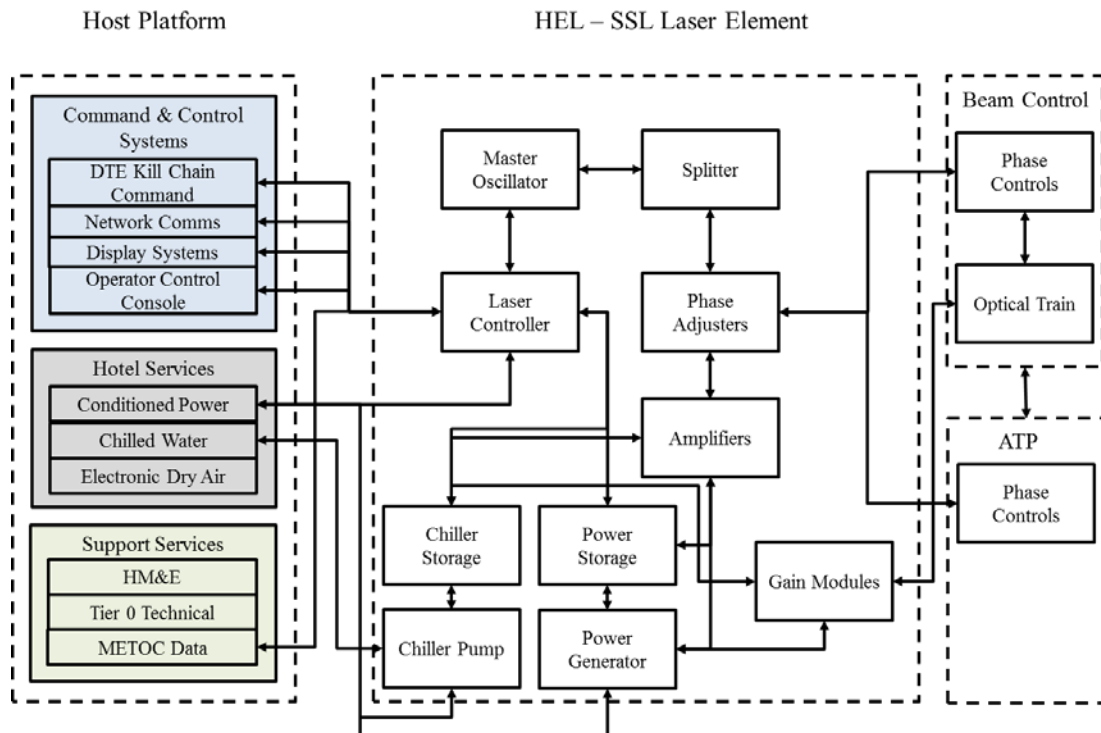 Host Platform
HEL – SSL Laser Element
Command & Control
Systems
DTE Kill Chain
Command
Network Comms
Display Systems
Operator Control
Console
Hotel Services
Conditioned Power
Chilled Water
Electronic Dry Air
Support Services
HM&E
Tier 0 Technical
METOC Data
Master
Oscillator
Splitter
Laser
Controller
Phase
Adjusters
Amplifiers
Chiller
Storage
Power
Storage
Gain Modules
Chiller Pump
Power
Generator
Beam Control
Phase
Controls
Optical Train
ATP
Phase
Controls